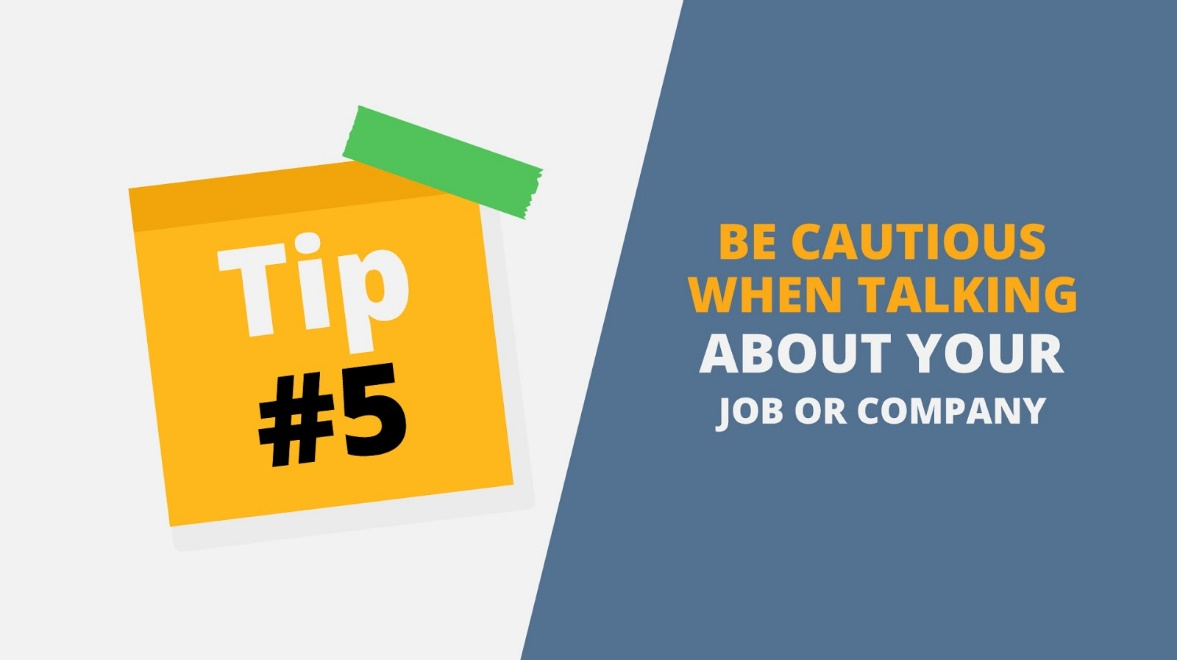 Tip
#5
BE CAUTIOUS
WHEN TALKING
ABOUT YOUR
JOB OR COMPANY